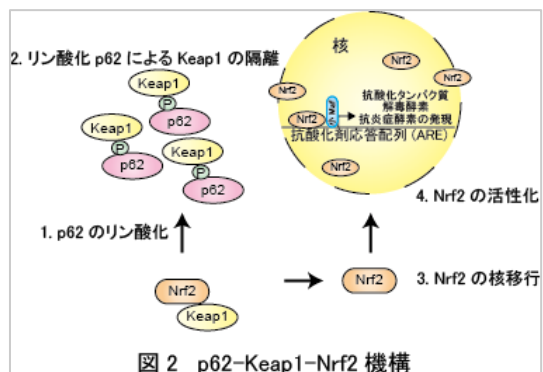 2. リン酸化 p62 による Keap1 の隔離
核
Keap1
P
p62
Keap1
P
p62
Keap1
P
p62
Nrf2
Nrf2
Nrf2
Nrf2
Nrf2
抗酸化タンパク質
解毒酵素
抗炎症酵素の発現
抗酸化剤応答配列 (ARE)
4. Nrf2 の活性化
1. p62 のリン酸化
Nrf2
Keap1
Nrf2
3. Nrf2 の核移行
図 2 p62-Keap1-Nrf2 機構